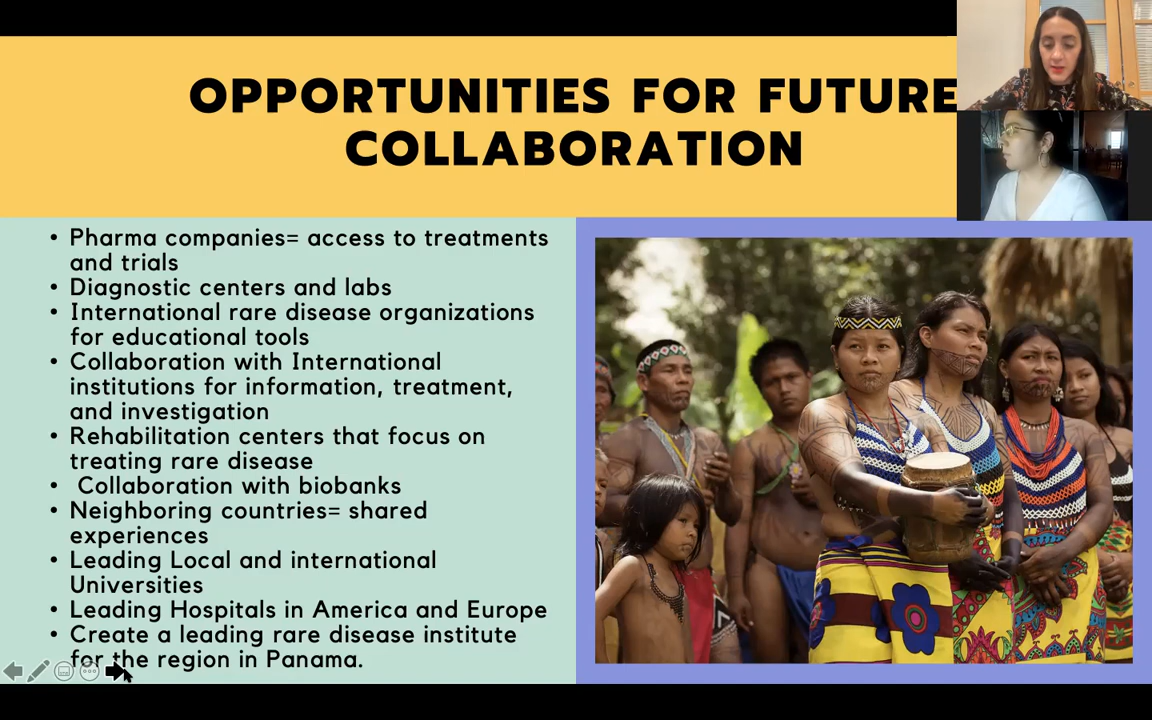 OPPORTUNITIES FOR FUTURE
COLLABORATION
• Pharma companies= access to treatments
and trials
• Diagnostic centers and labs
• International rare disease organizations
for educational tools
• Collaboration with International
institutions for information, treatment,
and investigation
• Rehabilitation centers that focus on
treating rare disease
• Collaboration with biobanks
• Neighboring countries= shared
experiences
• Leading Local and international
Universities
• Leading Hospitals in America and Europe
• Create a leading rare disease institute
for the region in Panama.